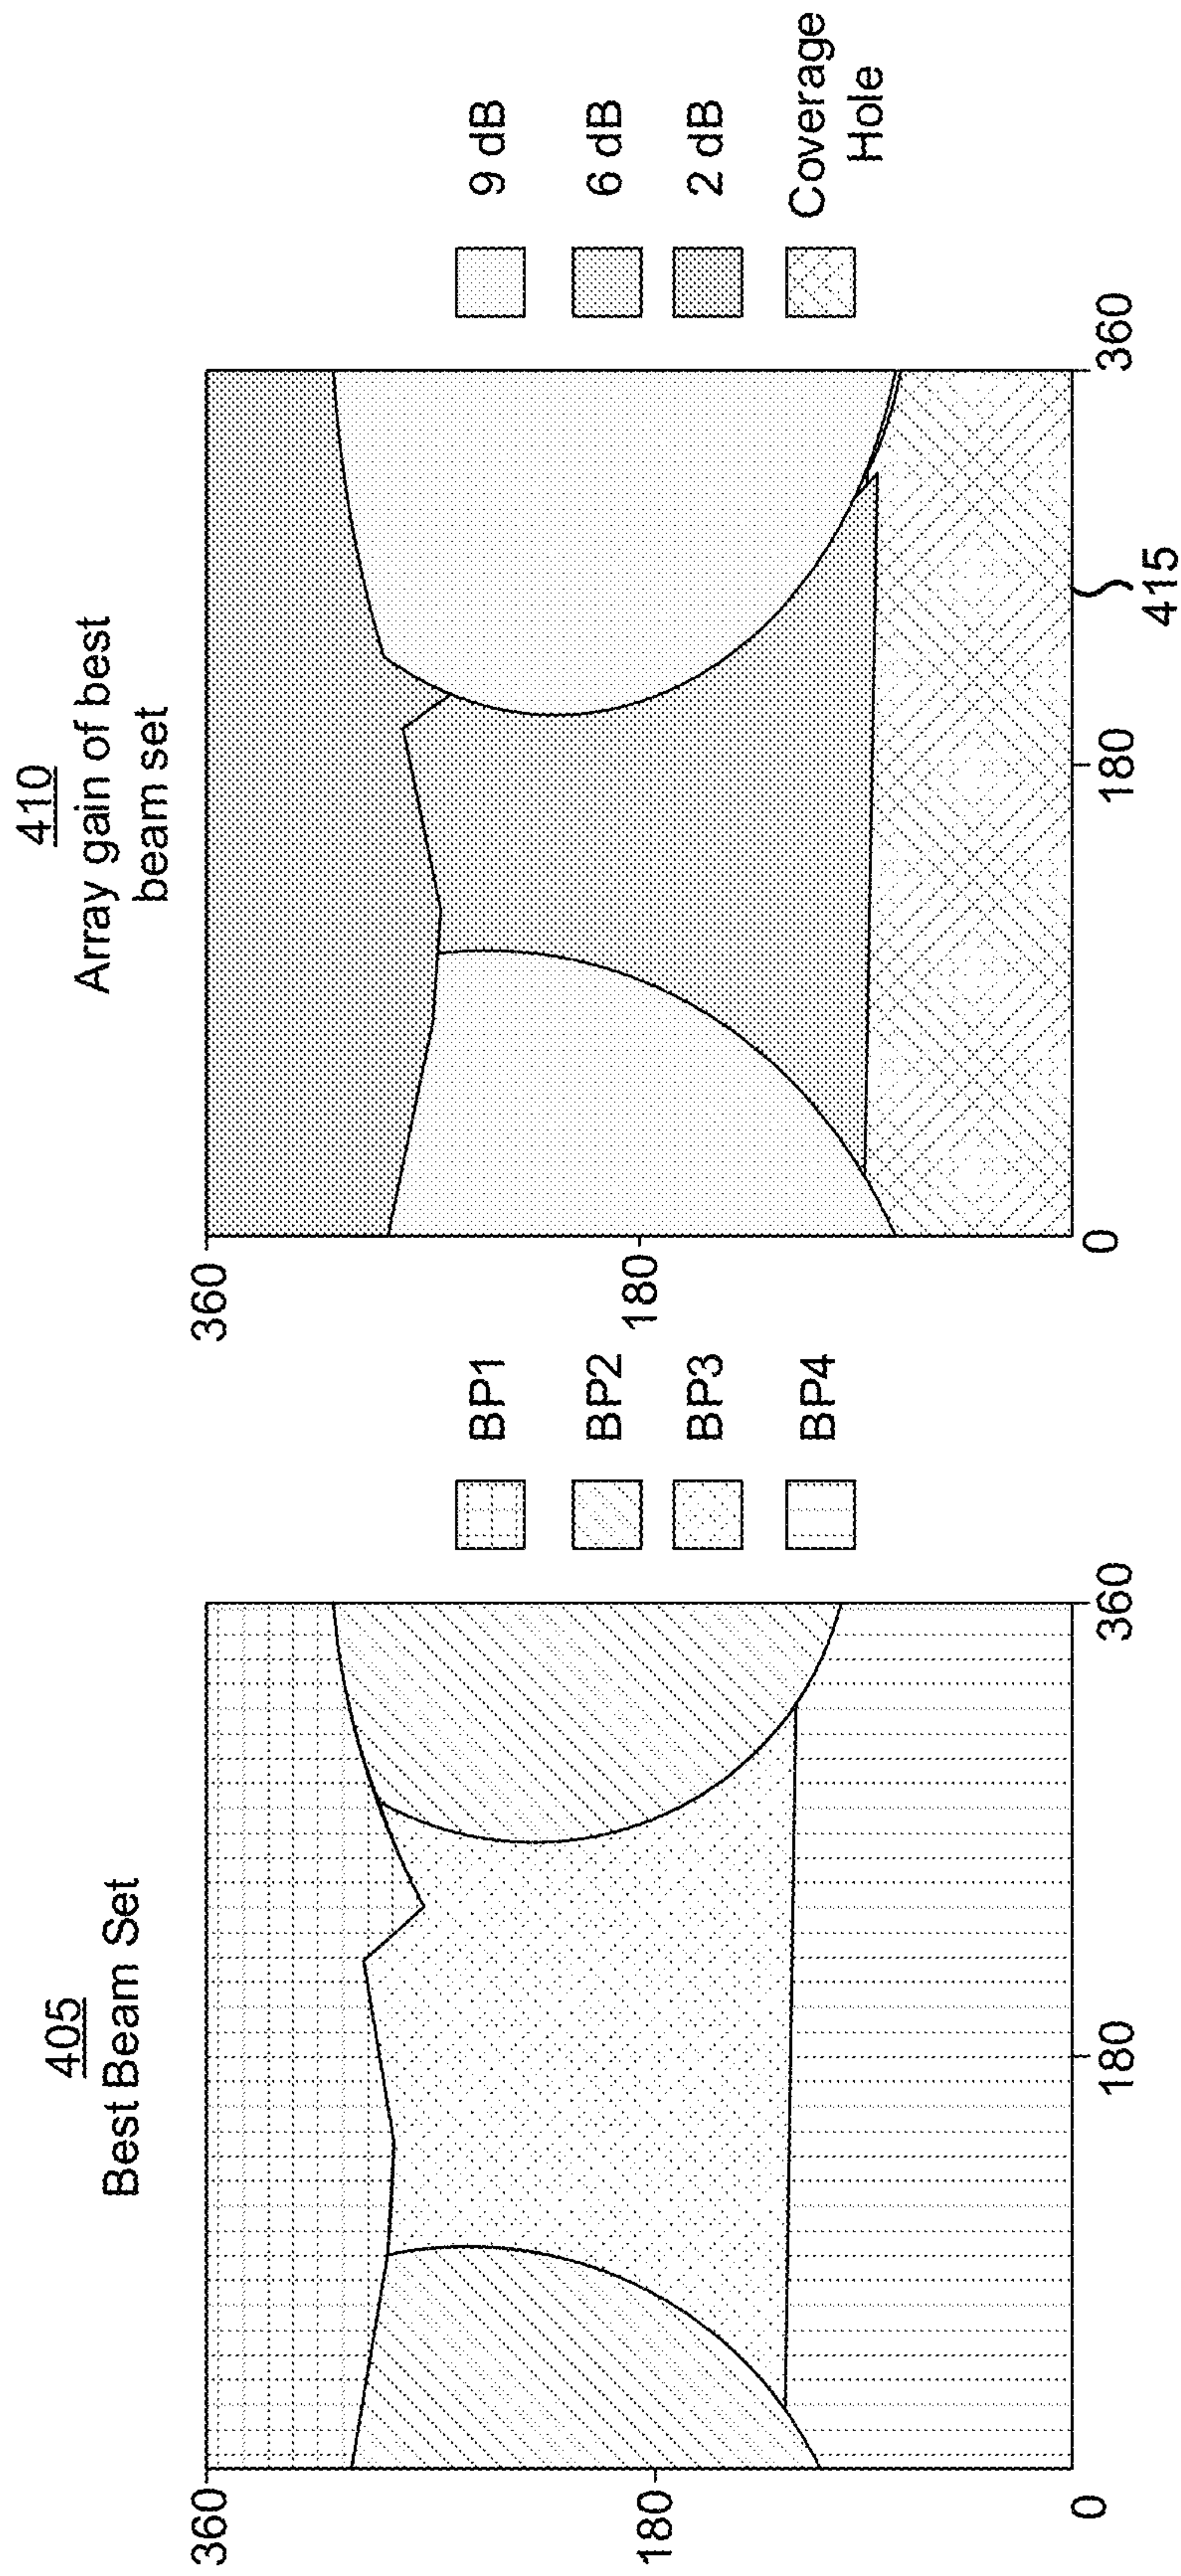 405
Best Beam Set
360
180
0
180
360
BP1
BP2
BP3
BP4
410
Array gain of best
beam set
360
180
0
180
360
415
9 dB
6 dB
2 dB
Coverage
Hole